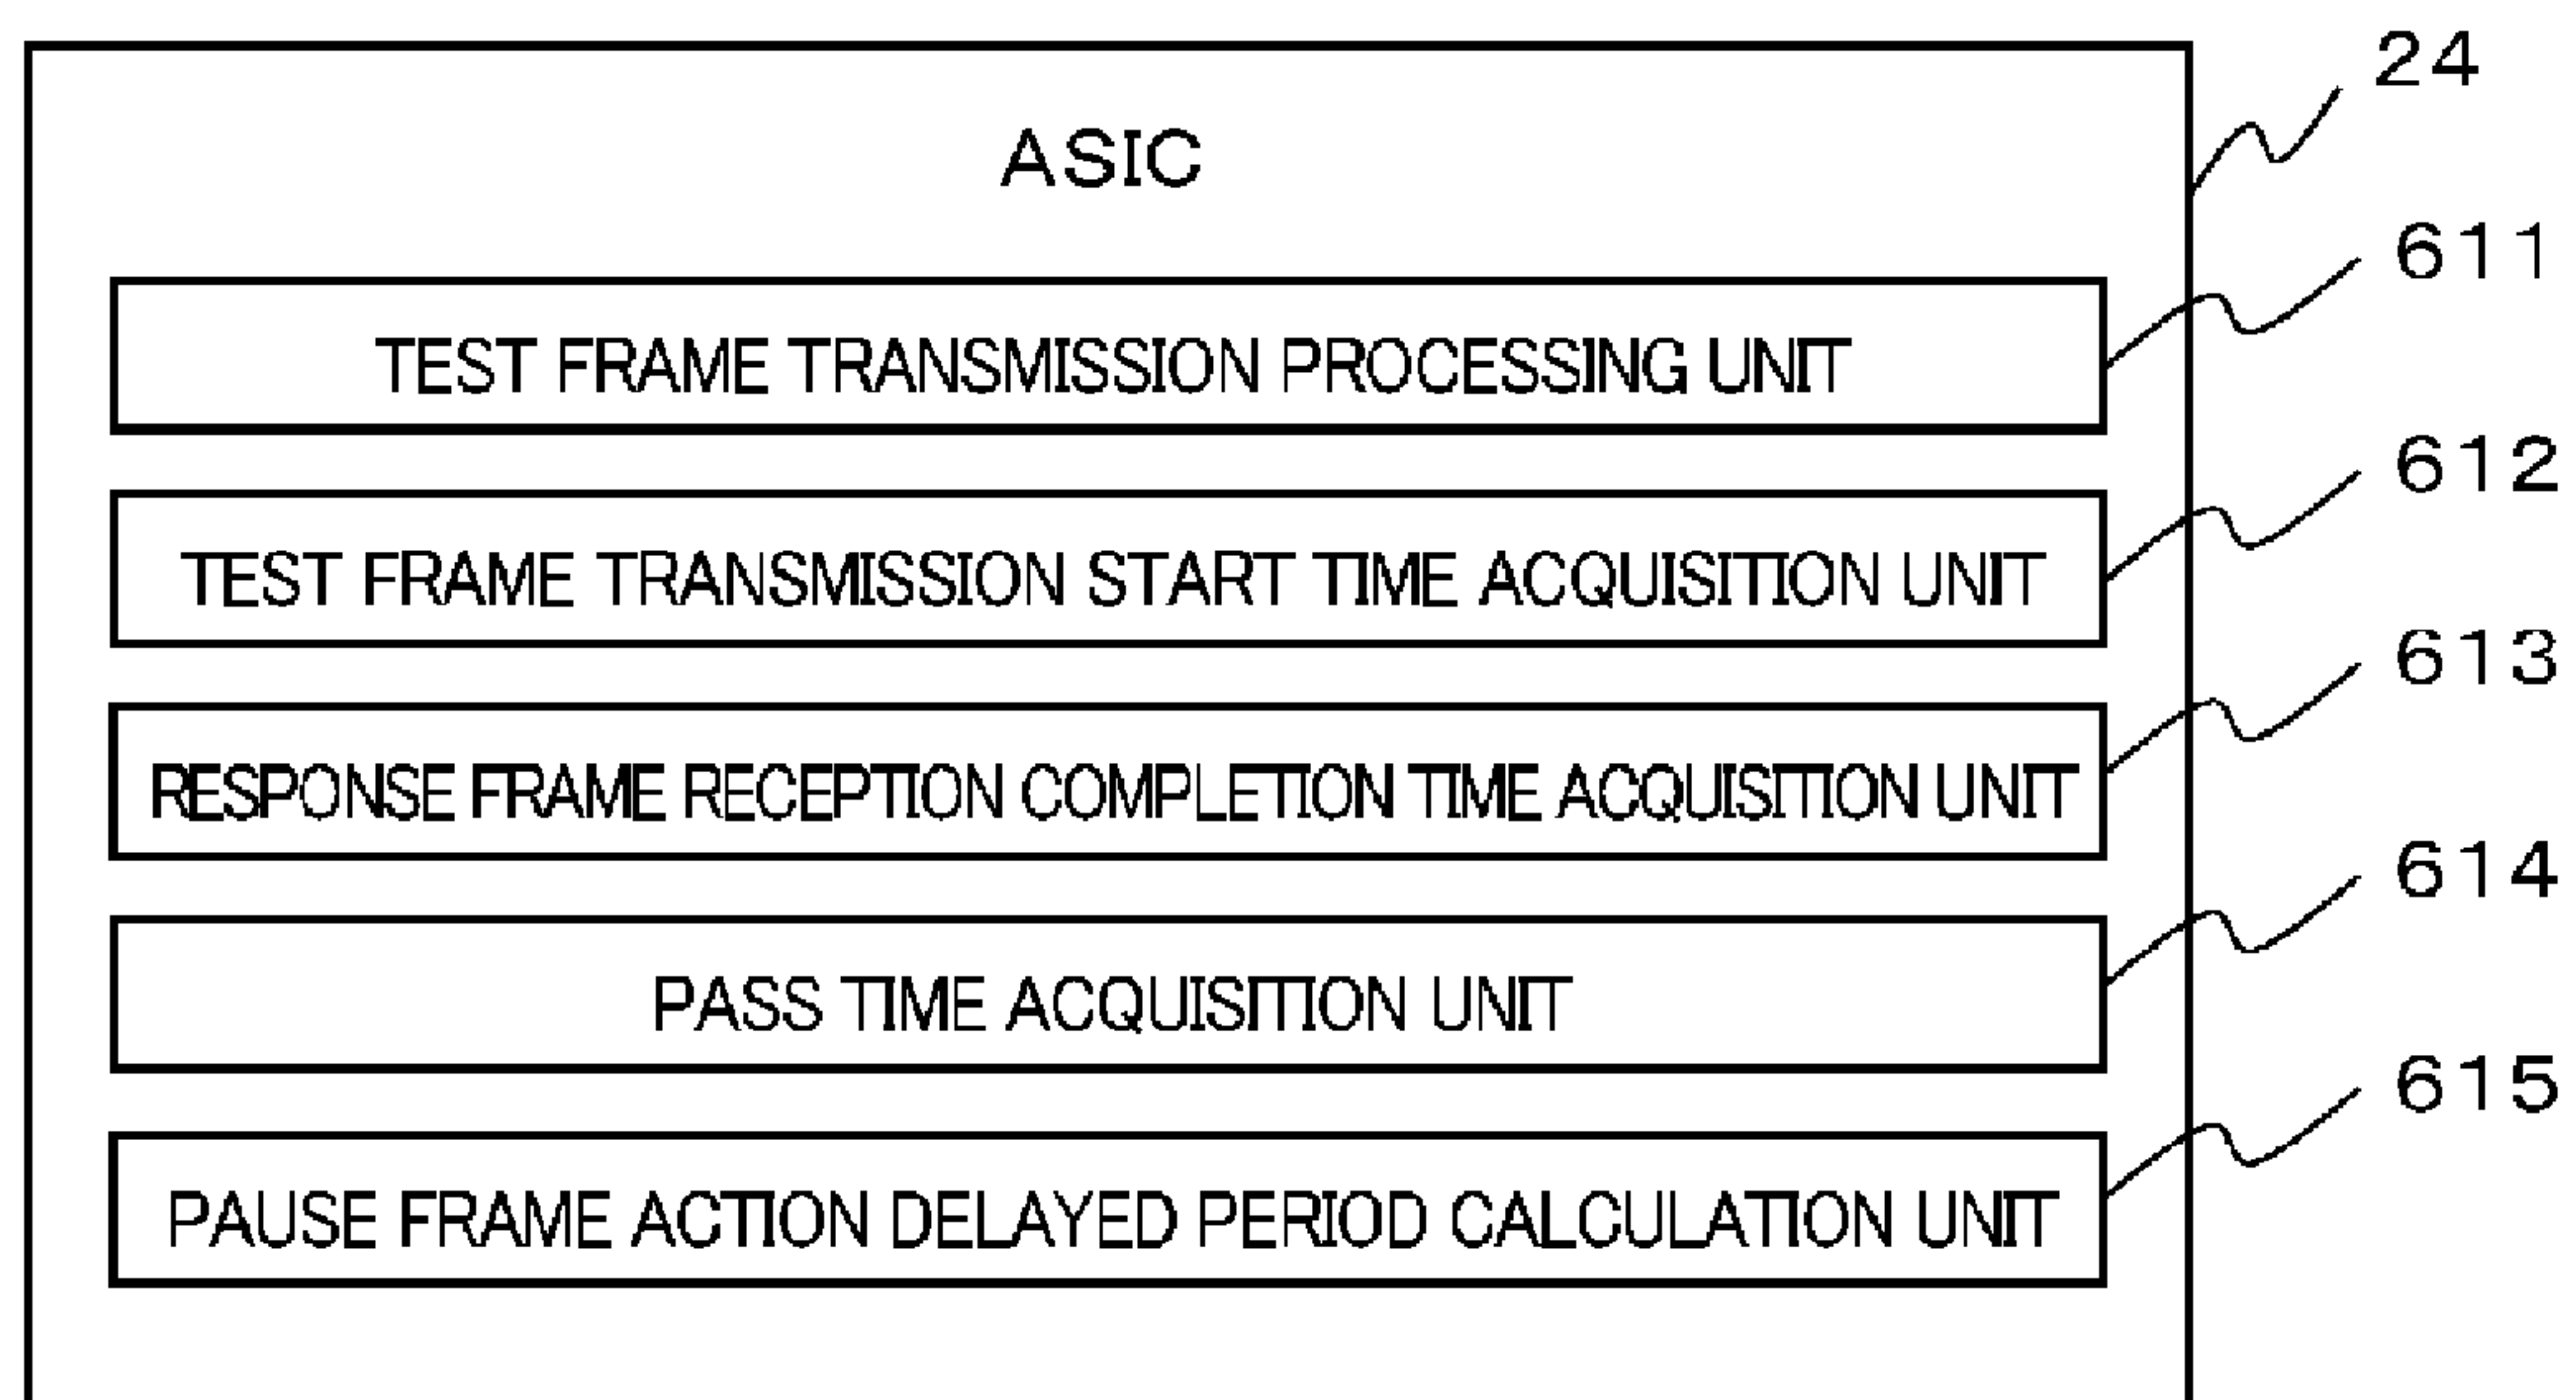 24
ASIC
611
TEST FRAME TRANSMISSION PROCESSING UNIT
612
TEST FRAME TRANSMISSION START TIME ACQUISITION UNIT
613
RESPONSE FRAME RECEPTION COMPLETION TIME ACQUISITION UNIT
614
PASS TIME ACQUISITION UNIT
615
PAUSE FRAME ACTION DELAYED PERIOD CALCULATION UNIT